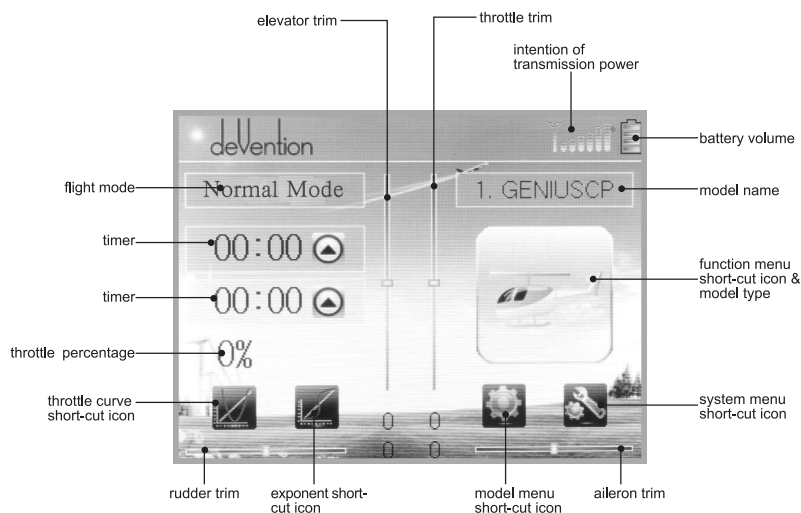 elevator trim
throttle trim
intention of
transmission power
deVention
battery volume
flight mode
Normal Mode
1. GENIUSCP
model name
timer
00:00
function menu
short-cut icon &
model type
timer
00:00
throttle percentage
0%
throttle curve
short-cut icon
system menu
short-cut icon
0 0
0 0
rudder trim
exponent short-
cut icon
model menu
short-cut icon
aileron trim